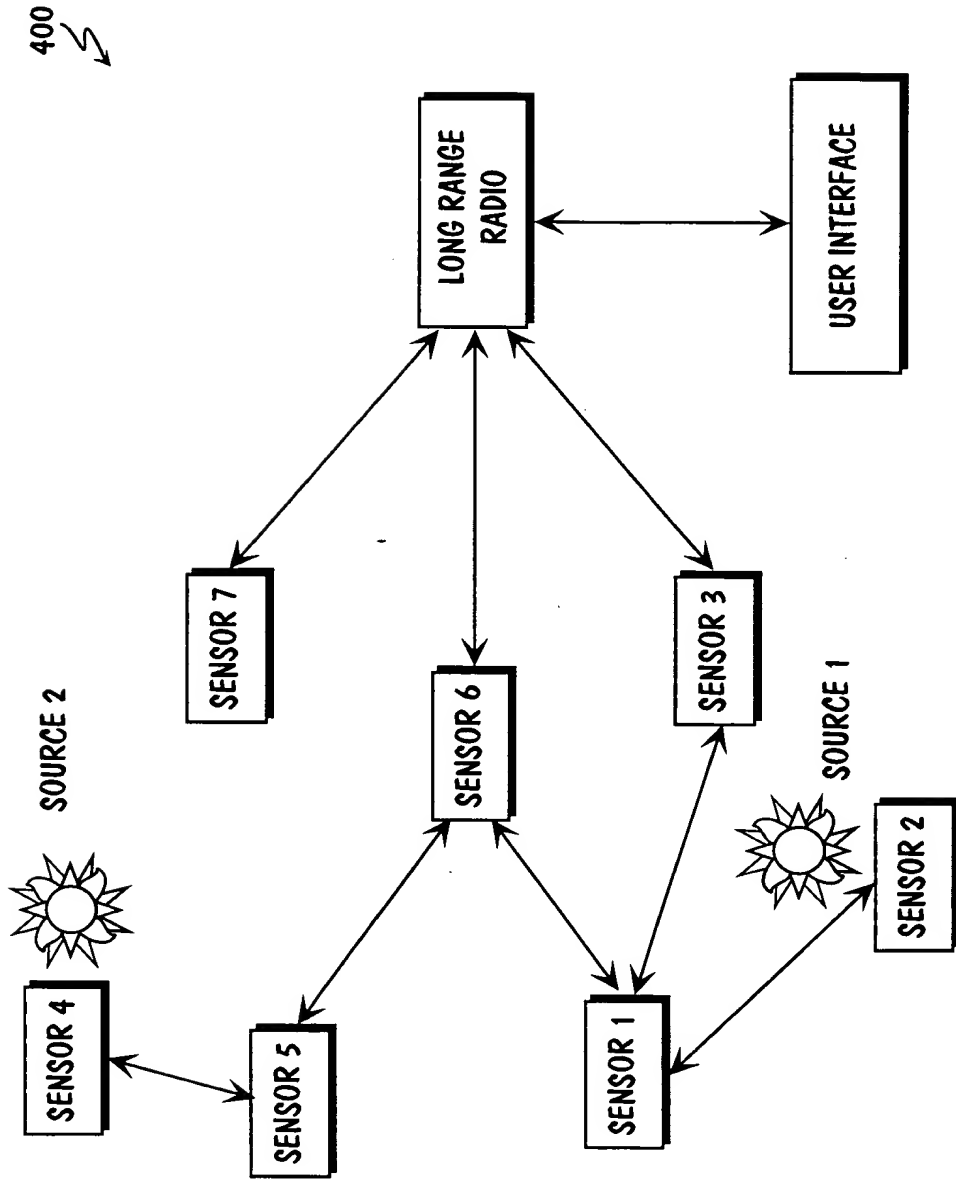 400
SOURCE 2
SENSOR 4
SENSOR 5
SENSOR 7
SENSOR 6
LONG RANGE
RADIO
SENSOR 1
SENSOR 3
SOURCE 1
SENSOR 2
USER INTERFACE